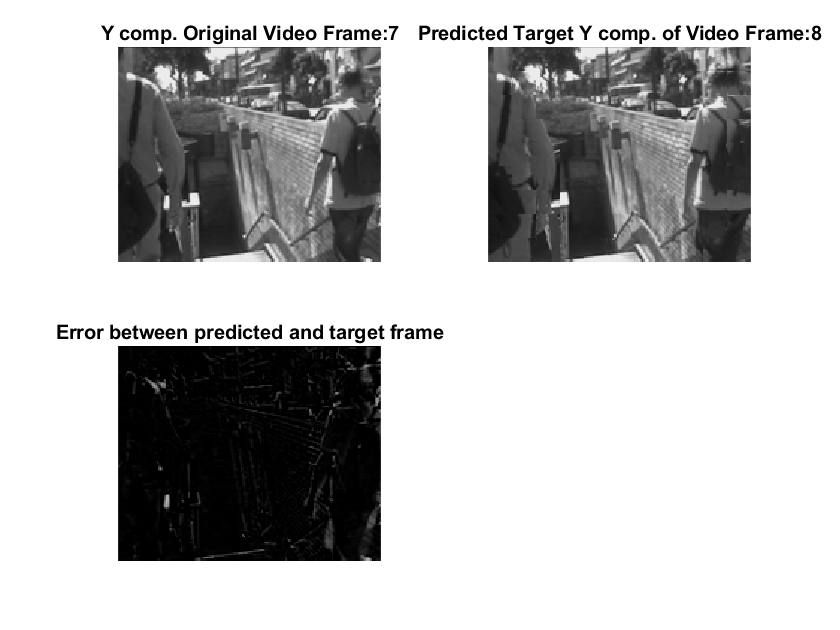 Y comp. Original Video Frame:7
Predicted Target Y comp. of Video Frame:8
Error between predicted and target frame